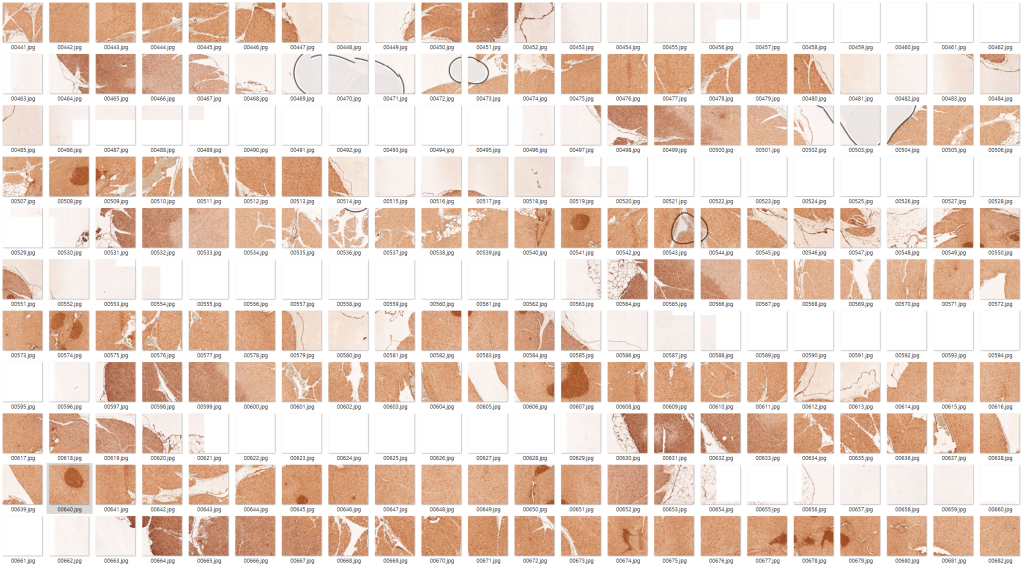 00441.jpg 00442.jpg 00443.jpg 00444.jpg 00445.jpg 00446.jpg 00447.jpg 00448.jpg 00449.jpg 00450.jpg 00451.jpg 00452.jpg 00453.jpg 00454.jpg 00455.jpg 00456.jpg 00457.jpg 00458.jpg 00459.jpg 00460.jpg 00461.jpg 00462.jpg
00463.jpg 00464.jpg 00465.jpg 00466.jpg 00467.jpg 00468.jpg 00469.jpg 00470.jpg 00471.jpg 00472.jpg 00473.jpg 00474.jpg 00475.jpg 00476.jpg 00477.jpg 00478.jpg 00479.jpg 00480.jpg 00481.jpg 00482.jpg 00483.jpg 00484.jpg
00485.jpg 00486.jpg 00487.jpg 00488.jpg 00489.jpg 00490.jpg 00491.jpg 00492.jpg 00493.jpg 00494.jpg 00495.jpg 00496.jpg 00497.jpg 00498.jpg 00499.jpg 00500.jpg 00501.jpg 00502.jpg 00503.jpg 00504.jpg 00505.jpg 00506.jpg
00507.jpg 00508.jpg 00509.jpg 00510.jpg 00511.jpg 00512.jpg 00513.jpg 00514.jpg 00515.jpg 00516.jpg 00517.jpg 00518.jpg 00519.jpg 00520.jpg 00521.jpg 00522.jpg 00523.jpg 00524.jpg 00525.jpg 00526.jpg 00527.jpg 00528.jpg
00529.jpg 00530.jpg 00531.jpg 00532.jpg 00533.jpg 00534.jpg 00535.jpg 00536.jpg 00537.jpg 00538.jpg 00539.jpg 00540.jpg 00541.jpg 00542.jpg 00543.jpg 00544.jpg 00545.jpg 00546.jpg 00547.jpg 00548.jpg 00549.jpg 00550.jpg
00551.jpg 00552.jpg 00553.jpg 00554.jpg 00555.jpg 00556.jpg 00557.jpg 00558.jpg 00559.jpg 00560.jpg 00561.jpg 00562.jpg 00563.jpg 00564.jpg 00565.jpg 00566.jpg 00567.jpg 00568.jpg 00569.jpg 00570.jpg 00571.jpg 00572.jpg
00573.jpg 00574.jpg 00575.jpg 00576.jpg 00577.jpg 00578.jpg 00579.jpg 00580.jpg 00581.jpg 00582.jpg 00583.jpg 00584.jpg 00585.jpg 00586.jpg 00587.jpg 00588.jpg 00589.jpg 00590.jpg 00591.jpg 00592.jpg 00593.jpg 00594.jpg
00595.jpg 00596.jpg 00597.jpg 00598.jpg 00599.jpg 00600.jpg 00601.jpg 00602.jpg 00603.jpg 00604.jpg 00605.jpg 00606.jpg 00607.jpg 00608.jpg 00609.jpg 00610.jpg 00611.jpg 00612.jpg 00613.jpg 00614.jpg 00615.jpg 00616.jpg
00617.jpg 00618.jpg 00619.jpg 00620.jpg 00621.jpg 00622.jpg 00623.jpg 00624.jpg 00625.jpg 00626.jpg 00627.jpg 00628.jpg 00629.jpg 00630.jpg 00631.jpg 00632.jpg 00633.jpg 00634.jpg 00635.jpg 00636.jpg 00637.jpg 00638.jpg
00639.jpg 00640.jpg 00641.jpg 00642.jpg 00643.jpg 00644.jpg 00645.jpg 00646.jpg 00647.jpg 00648.jpg 00649.jpg 00650.jpg 00651.jpg 00652.jpg 00653.jpg 00654.jpg 00655.jpg 00656.jpg 00657.jpg 00658.jpg 00659.jpg 00660.jpg
00661.jpg 00662.jpg 00663.jpg 00664.jpg 00665.jpg 00666.jpg 00667.jpg 00668.jpg 00669.jpg 00670.jpg 00671.jpg 00672.jpg 00673.jpg 00674.jpg 00675.jpg 00676.jpg 00677.jpg 00678.jpg 00679.jpg 00680.jpg 00681.jpg 00682.jpg